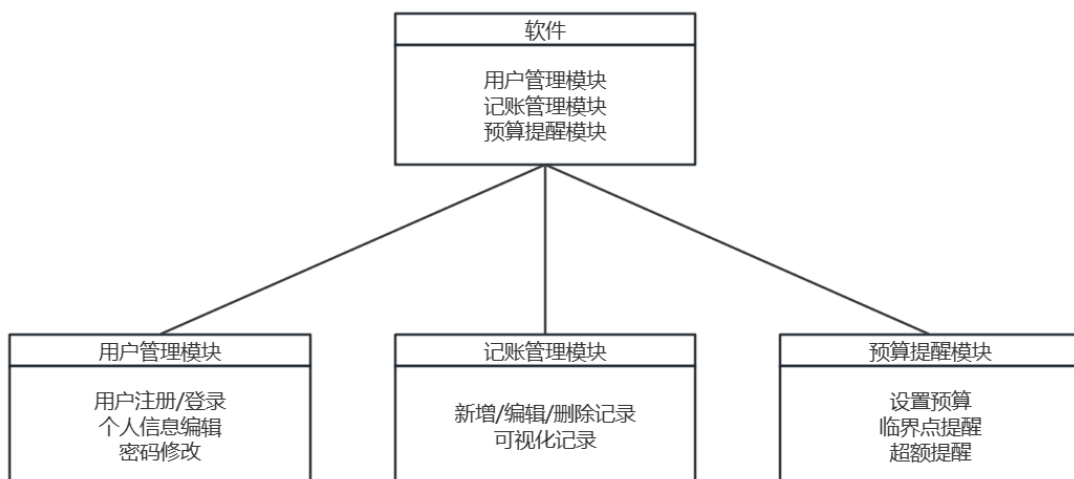 软件
用户管理模块
记账管理模块
预算提醒模块
用户管理模块
用户注册/登录
个人信息编辑
密码修改
记账管理模块
新增/编辑/删除记录
可视化记录
预算提醒模块
设置预算
临界点提醒
超额提醒